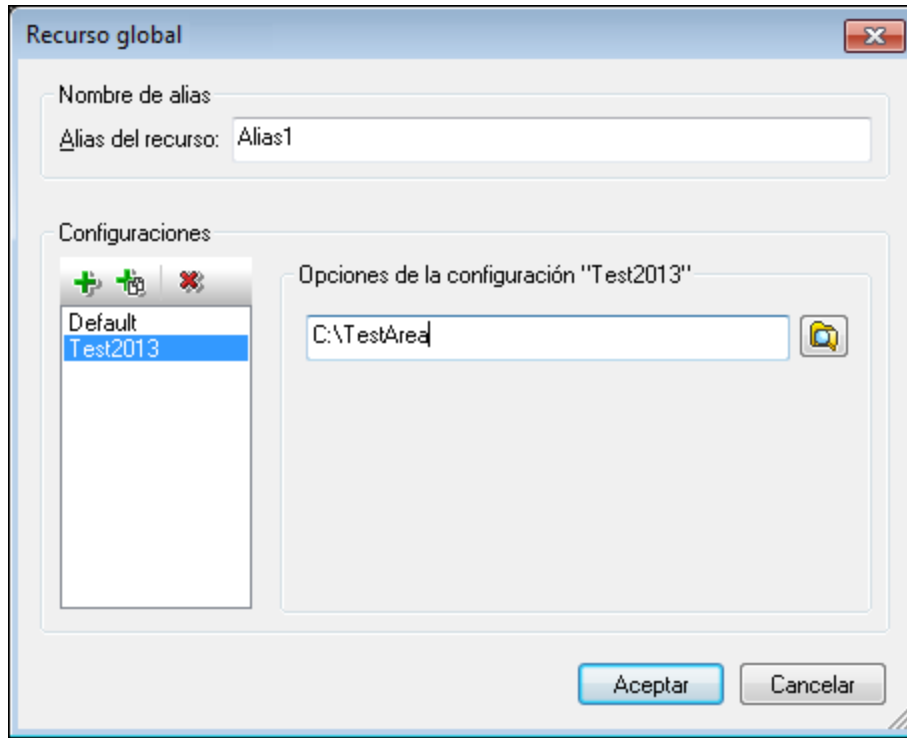 Recurso global
Nombre de alias
Alias del recurso: Alias1
Configuraciones
Opciones de la configuración "Test2013"
Default
Test2013
C:\TestArea
Aceptar
Cancelar